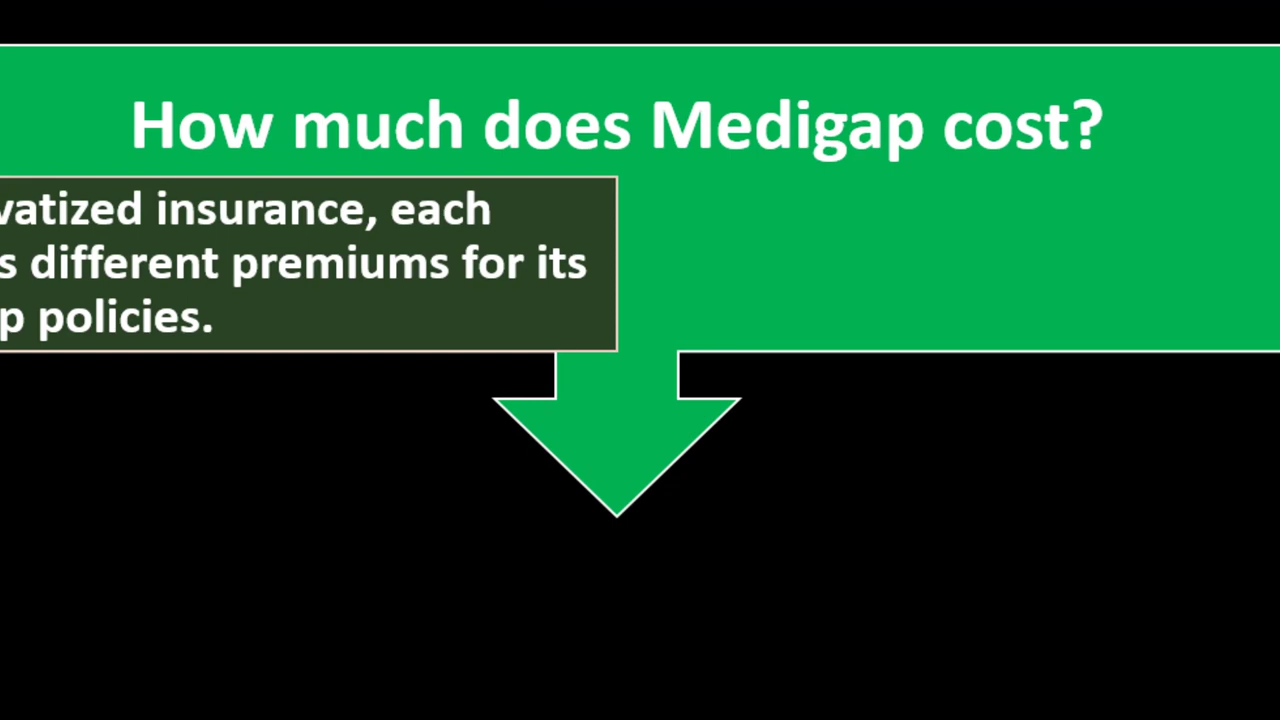 How much does Medigap cost?
vatized insurance, each
s different premiums for its
p policies.